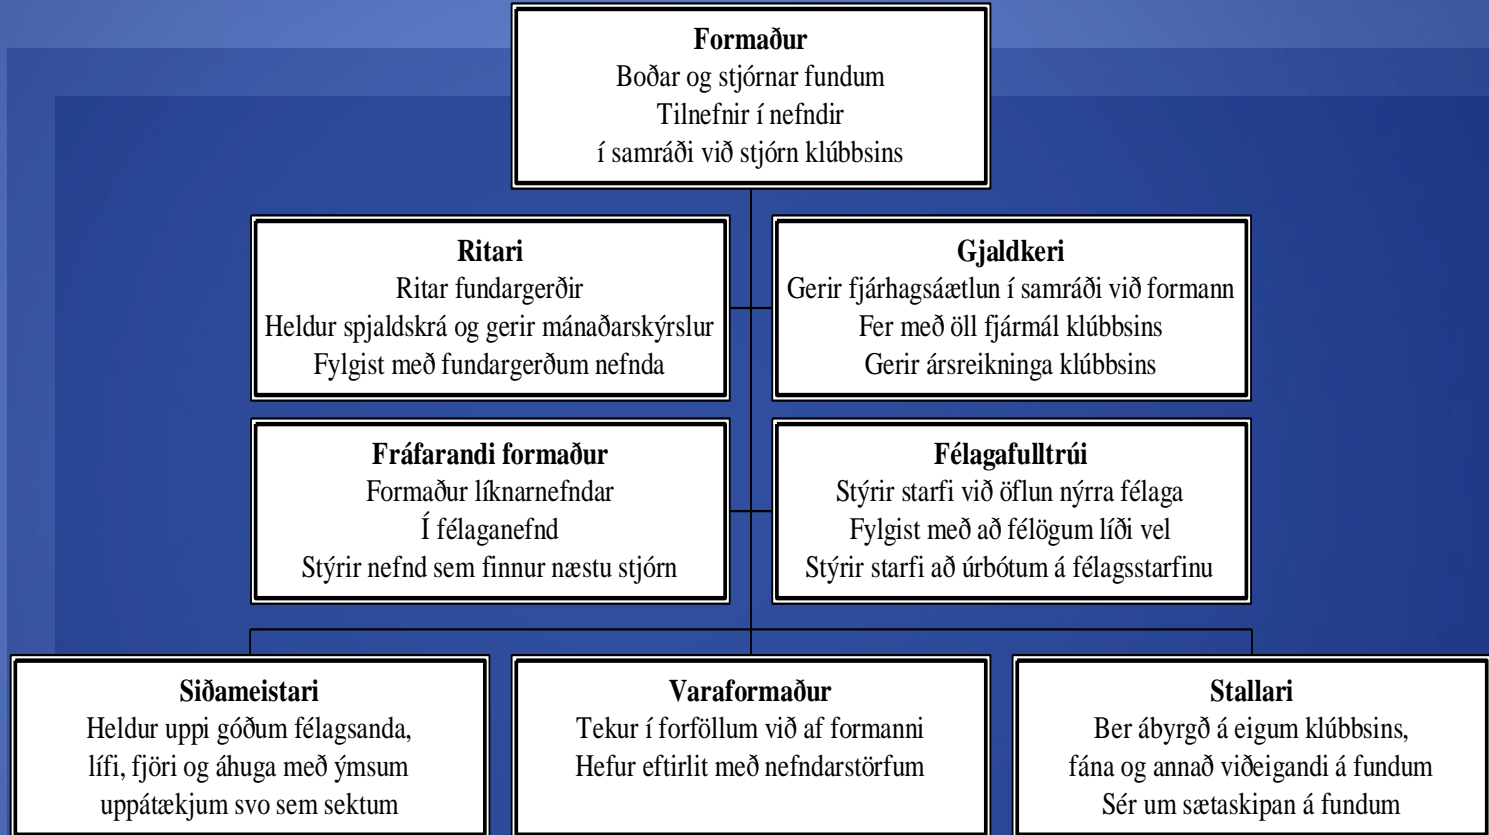 Formaður
Boðar og stjórnar fundum
Tilnefnir í nefndir
í samráði við stjórn klúbbsins
Ritari
Ritar fundargerðir
Heldur spjaldskrá og gerir mánaðarskýrslur
Fylgist með fundargerðum nefnda
Gjaldkeri
Gerir fjárhagsáætlun í samráði við formann
Fer með öll fjármál klúbbsins
Gerir ársreikninga klúbbsins
Fráfarandi formaður
Formaður líknarnefndar
Í félaganefnd
Stýrir nefnd sem finnur næstu stjórn
Félagafulltrúi
Stýrir starfi við öflun nýrra félaga
Fylgist með að félögum líði vel
Stýrir starfi að úrbótum á félagsstarfinu
Siðameistari
Heldur uppi góðum félagsanda,
lífi, fjöri og áhuga með ýmsum
uppátækjum svo sem sektum
Varaformaður
Tekur í forföllum við af formanni
Hefur eftirlit með nefndarstörfum
Stallari
Ber ábyrgð á eigum klúbbsins,
fána og annað viðeigandi á fundum
Sér um sætaskipan á fundum